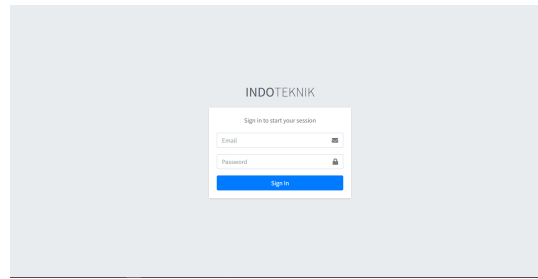 INDOTEKNIK
Sign in to start your session
Email
Password
Sign in